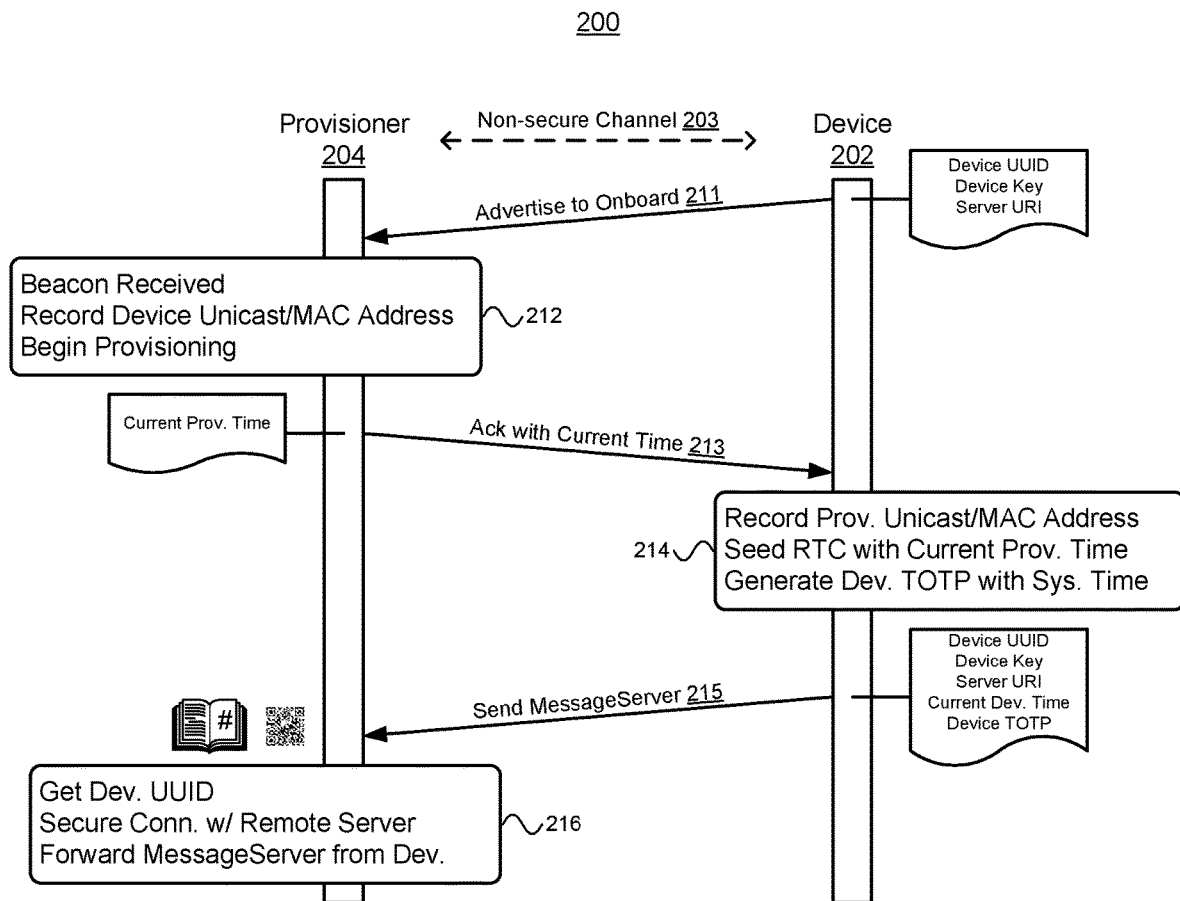 200
Provisioner
204
Non-secure Channel 203
Device
202
Device UUID
Device Key
Server URI
Advertise to Onboard 211
Beacon Received
Record Device Unicast/MAC Address
Begin Provisioning
212
Current Prov. Time
Ack with Current Time 213
Record Prov. Unicast/MAC Address
Seed RTC with Current Prov. Time
Generate Dev. TOTP with Sys. Time
214
Device UUID
Device Key
Server URI
Current Dev. Time
Device TOTP
Send MessageServer 215
#
Get Dev. UUID
Secure Conn. w/ Remote Server
Forward MessageServer from Dev.
216